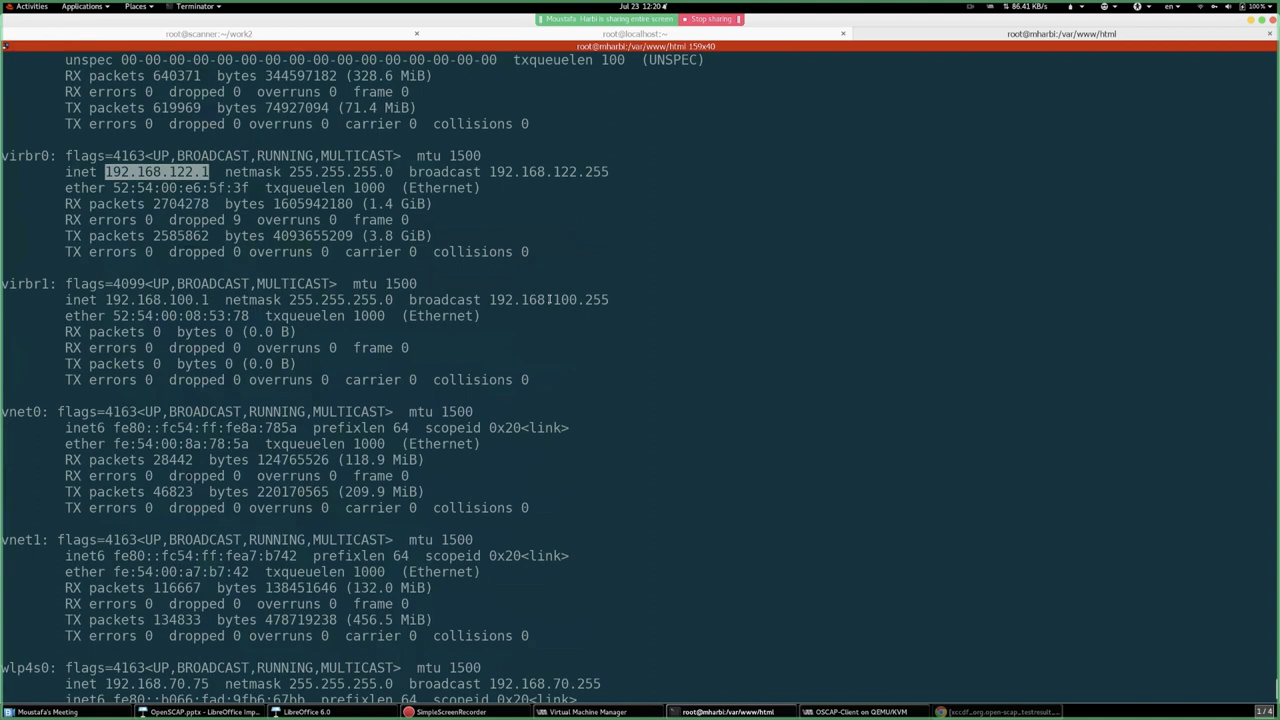 Activities Applications Places Terminator Jul 23 12:20 86.41 KB/s en 100%
Moustafa Harbi is sharing entire screen Stop sharing
root@scanner:~/work2 root@localhost:~ root@mharbi:/var/www/html
root@mharbi:/var/www/html 159x40
unspec 00-00-00-00-00-00-00-00-00-00-00-00-00-00-00-00 txqueuelen 100 (UNSPEC)
RX packets 640371 bytes 344597182 (328.6 MiB)
RX errors 0 dropped 0 overruns 0 frame 0
TX packets 619969 bytes 74927094 (71.4 MiB)
TX errors 0 dropped 0 overruns 0 carrier 0 collisions 0
virbr0: flags=4163<UP,BROADCAST,RUNNING,MULTICAST> mtu 1500
inet 192.168.122.1 netmask 255.255.255.0 broadcast 192.168.122.255
ether 52:54:00:e6:5f:3f txqueuelen 1000 (Ethernet)
RX packets 2704278 bytes 1605942180 (1.4 GiB)
RX errors 0 dropped 9 overruns 0 frame 0
TX packets 2585862 bytes 4093655209 (3.8 GiB)
TX errors 0 dropped 0 overruns 0 carrier 0 collisions 0
virbr1: flags=4099<UP,BROADCAST,MULTICAST> mtu 1500
inet 192.168.100.1 netmask 255.255.255.0 broadcast 192.168.100.255
ether 52:54:00:08:53:78 txqueuelen 1000 (Ethernet)
RX packets 0 bytes 0 (0.0 B)
RX errors 0 dropped 0 overruns 0 frame 0
TX packets 0 bytes 0 (0.0 B)
TX errors 0 dropped 0 overruns 0 carrier 0 collisions 0
vnet0: flags=4163<UP,BROADCAST,RUNNING,MULTICAST> mtu 1500
inet6 fe80::fc54:ff:fe8a:785a prefixlen 64 scopeid 0x20<link>
ether fe:54:00:8a:78:5a txqueuelen 1000 (Ethernet)
RX packets 28442 bytes 124765526 (118.9 MiB)
RX errors 0 dropped 0 overruns 0 frame 0
TX packets 46823 bytes 220170565 (209.9 MiB)
TX errors 0 dropped 0 overruns 0 carrier 0 collisions 0
vnet1: flags=4163<UP,BROADCAST,RUNNING,MULTICAST> mtu 1500
inet6 fe80::fc54:ff:fea7:b742 prefixlen 64 scopeid 0x20<link>
ether fe:54:00:a7:b7:42 txqueuelen 1000 (Ethernet)
RX packets 116667 bytes 138451646 (132.0 MiB)
RX errors 0 dropped 0 overruns 0 frame 0
TX packets 134833 bytes 478719238 (456.5 MiB)
TX errors 0 dropped 0 overruns 0 carrier 0 collisions 0
wlp4s0: flags=4163<UP,BROADCAST,RUNNING,MULTICAST> mtu 1500
inet 192.168.70.75 netmask 255.255.255.0 broadcast 192.168.70.255
inet6 fe80::b066:fad:9fb6:67bb prefixlen 64 scopeid 0x20<link>
Moustafa's Meeting OpenSCAP.pptx - LibreOffice Imp... LibreOffice 6.0 SimpleScreenRecorder Virtual Machine Manager root@mharbi:/var/www/html OSCAP-Client on QEMU/KVM [xccdf_org.open-scap_testresult_... 1 / 4